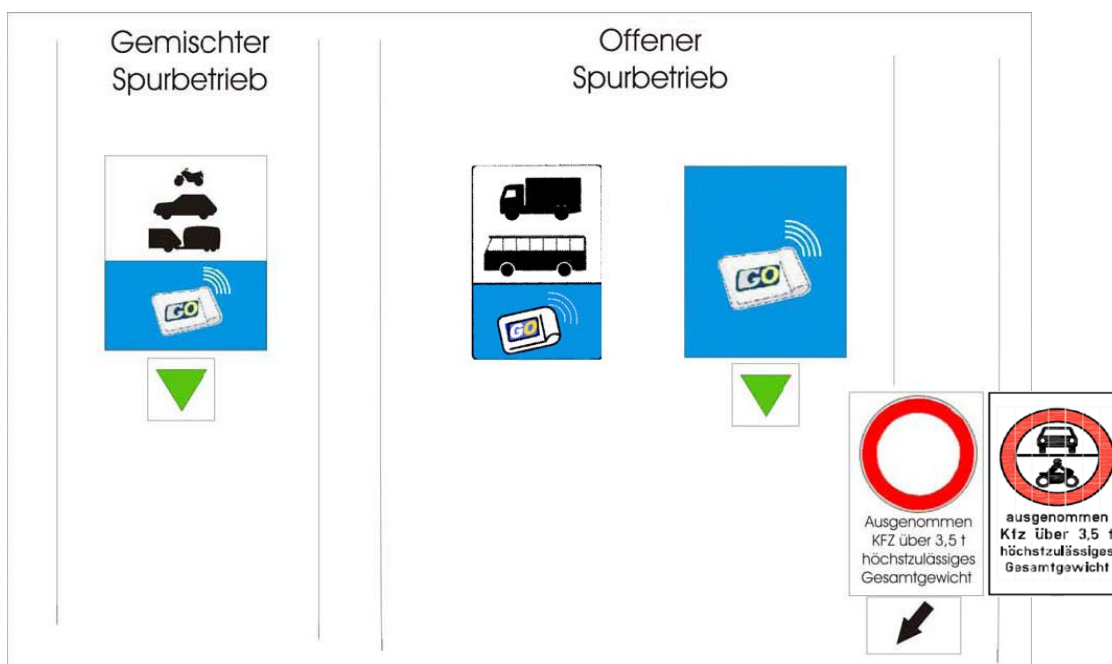 Gemischter
Spurbetrieb
Offener
Spurbetrieb
GO
GO
GO
Ausgenommen
KFZ über 3,5 t
höchstzulässiges
Gesamtgewicht
ausgenommen
Kfz über 3,5 t
höchstzulässiges
Gesamtgewicht